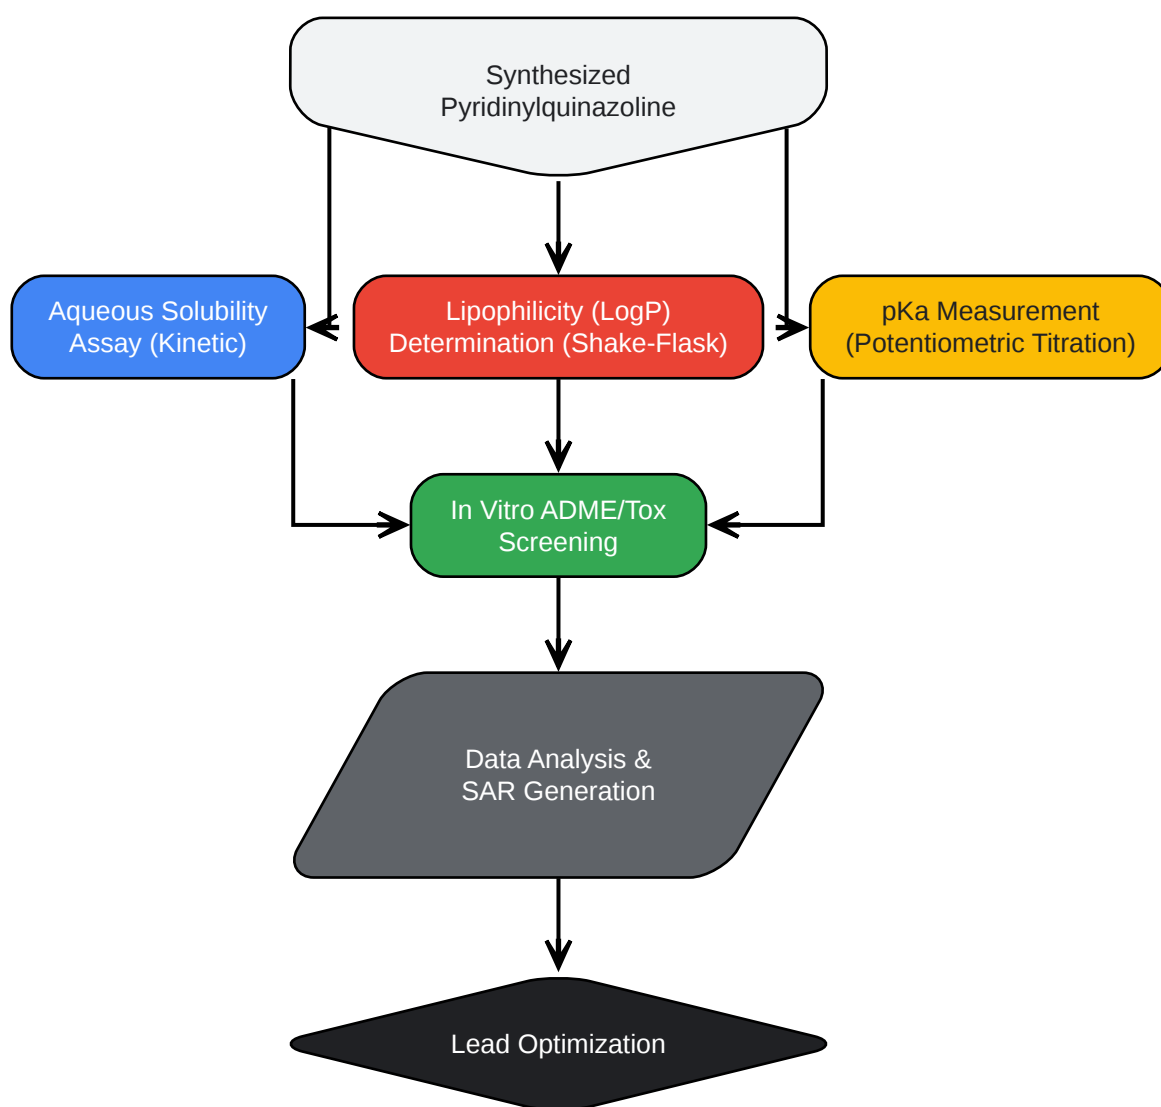 Synthesized
Pyridinylquinazoline
Aqueous Solubility
Assay (Kinetic)
Lipophilicity (LogP)
Determination (Shake-Flask)
pKa Measurement
(Potentiometric Titration)
In Vitro ADME/Tox
Screening
Data Analysis &
SAR Generation
Lead Optimization